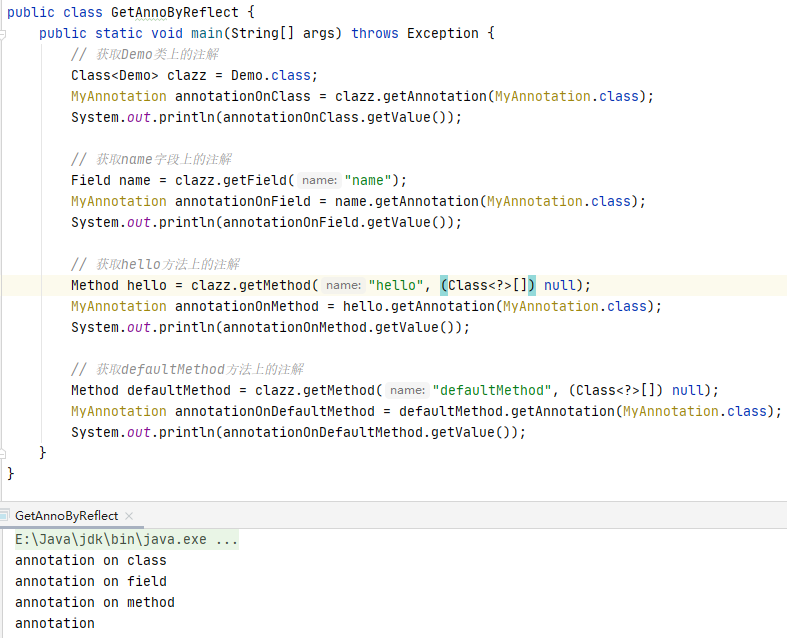 public class GetAnnoByReflect {
    public static void main(String[] args) throws Exception {
        // 获取Demo类上的注解
        Class<Demo> clazz = Demo.class;
        MyAnnotation annotationOnClass = clazz.getAnnotation(MyAnnotation.class);
        System.out.println(annotationOnClass.getValue());

        // 获取name字段上的注解
        Field name = clazz.getField( name: "name");
        MyAnnotation annotationOnField = name.getAnnotation(MyAnnotation.class);
        System.out.println(annotationOnField.getValue());

        // 获取hello方法上的注解
        Method hello = clazz.getMethod( name: "hello", (Class<?>[]) null);
        MyAnnotation annotationOnMethod = hello.getAnnotation(MyAnnotation.class);
        System.out.println(annotationOnMethod.getValue());

        // 获取defaultMethod方法上的注解
        Method defaultMethod = clazz.getMethod( name: "defaultMethod", (Class<?>[]) null);
        MyAnnotation annotationOnDefaultMethod = defaultMethod.getAnnotation(MyAnnotation.class);
        System.out.println(annotationOnDefaultMethod.getValue());
    }
}
GetAnnoByReflect ×
E:\Java\jdk\bin\java.exe ...
annotation on class
annotation on field
annotation on method
annotation